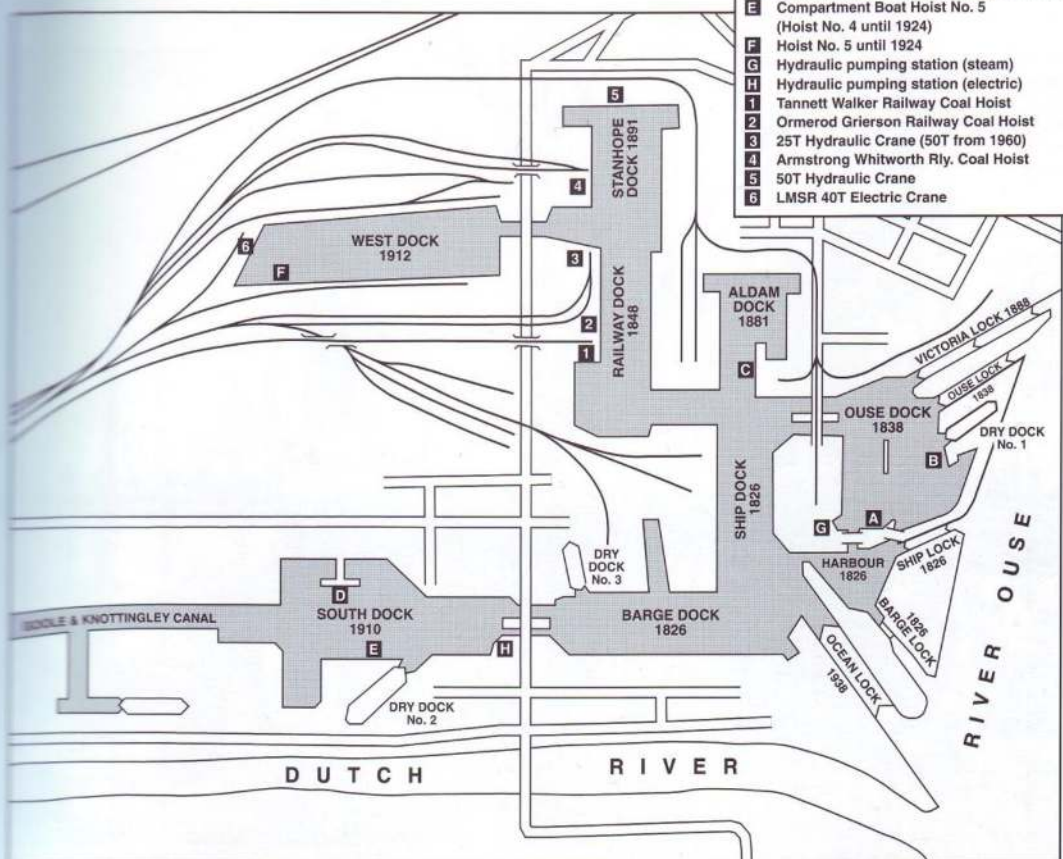 E Compartment Boat Hoist No. 5
(Hoist No. 4 until 1924)
F Hoist No. 5 until 1924
G Hydraulic pumping station (steam)
H Hydraulic pumping station (electric)
1 Tannett Walker Railway Coal Hoist
2 Ormerod Grierson Railway Coal Hoist
3 25T Hydraulic Crane (50T from 1960)
4 Armstrong Whitworth Rly. Coal Hoist
5 50T Hydraulic Crane
6 LMSR 40T Electric Crane
5
STANHOPE
DOCK 1891
4
WEST DOCK
1912
6
F
3
2
1
RAILWAY DOCK
1848
ALDAM
DOCK
1881
C
VICTORIA LOCK 1888
OUSE LOCK
1838
OUSE DOCK
1838
DRY DOCK
No. 1
B
A
G
SHIP DOCK
1826
HARBOUR
1826
SHIP LOCK
1826
1826
BARGE LOCK
OCEAN LOCK
1938
RIVER OUSE
DRY
DOCK
No. 3
D
SOUTH DOCK
1910
BARGE DOCK
1826
GOOLE & KNOTTINGLEY CANAL
E
H
DRY DOCK
No. 2
DUTCH RIVER